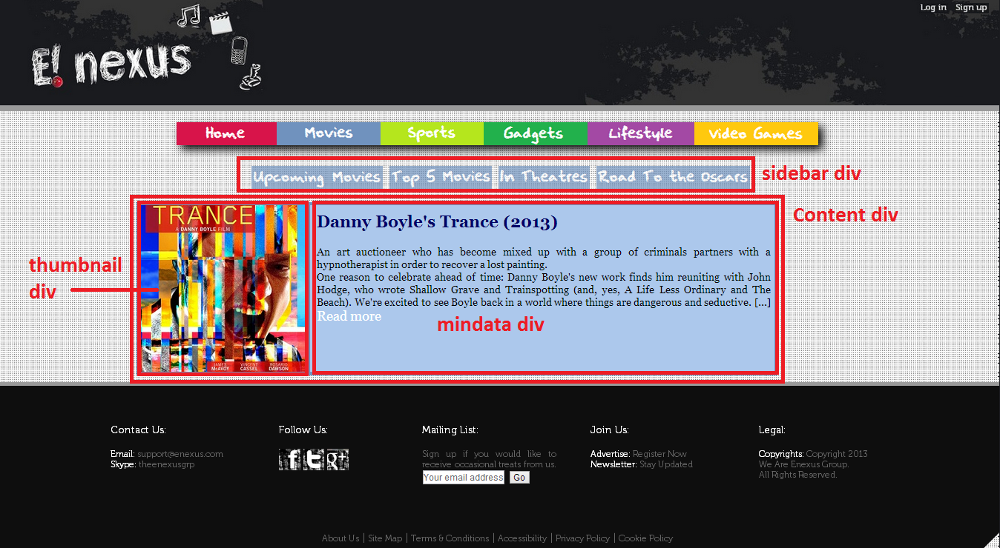 Log in Sign up
E! nexus
Home Movies Sports Gadgets Lifestyle Video Games
Upcoming Movies Top 5 Movies In Theatres Road To the Oscars
sidebar div
Content div
thumbnail
div
TRANCE
A DANNY BOYLE FILM
JAMES McAVOY VINCENT CASSEL ROSARIO DAWSON
Danny Boyle's Trance (2013)
An art auctioneer who has become mixed up with a group of criminals partners with a
hypnotherapist in order to recover a lost painting.
One reason to celebrate ahead of time: Danny Boyle's new work finds him reuniting with John
Hodge, who wrote Shallow Grave and Trainspotting (and, yes, A Life Less Ordinary and The
Beach). We're excited to see Boyle back in a world where things are dangerous and seductive. [...]
Read more
mindata div
Contact Us:
Email: support@enexus.com
Skype: theenexusgrp
Follow Us:
f t g+
Mailing List:
Sign up if you would like to
receive occasional treats from us.
Your email address Go
Join Us:
Advertise: Register Now
Newsletter: Stay Updated
Legal:
Copyrights: Copyright 2013
We Are Enexus Group.
All Rights Reserved.
About Us | Site Map | Terms & Conditions | Accessibility | Privacy Policy | Cookie Policy